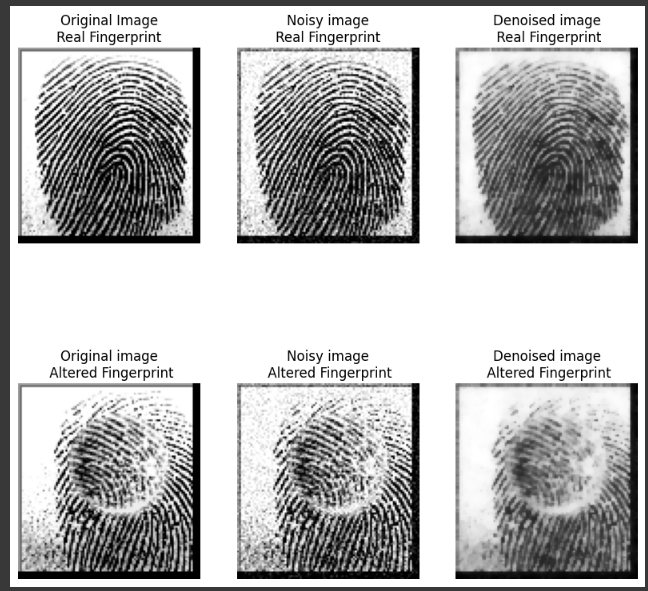 Original Image
Real Fingerprint
Noisy image
Real Fingerprint
Denoised image
Real Fingerprint
Original image
Altered Fingerprint
Noisy image
Altered Fingerprint
Denoised image
Altered Fingerprint